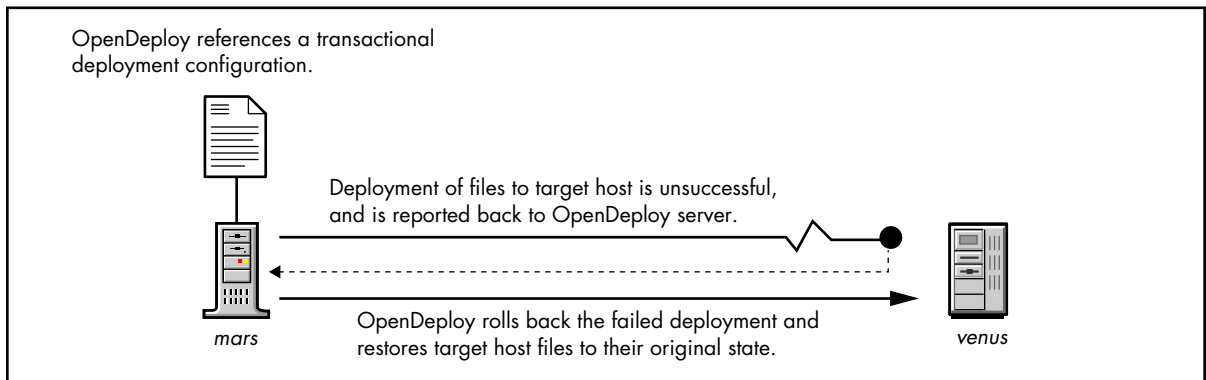 OpenDeploy references a transactional
deployment configuration.
Deployment of files to target host is unsuccessful,
and is reported back to OpenDeploy server.
OpenDeploy rolls back the failed deployment and
restores target host files to their original state.
mars
venus